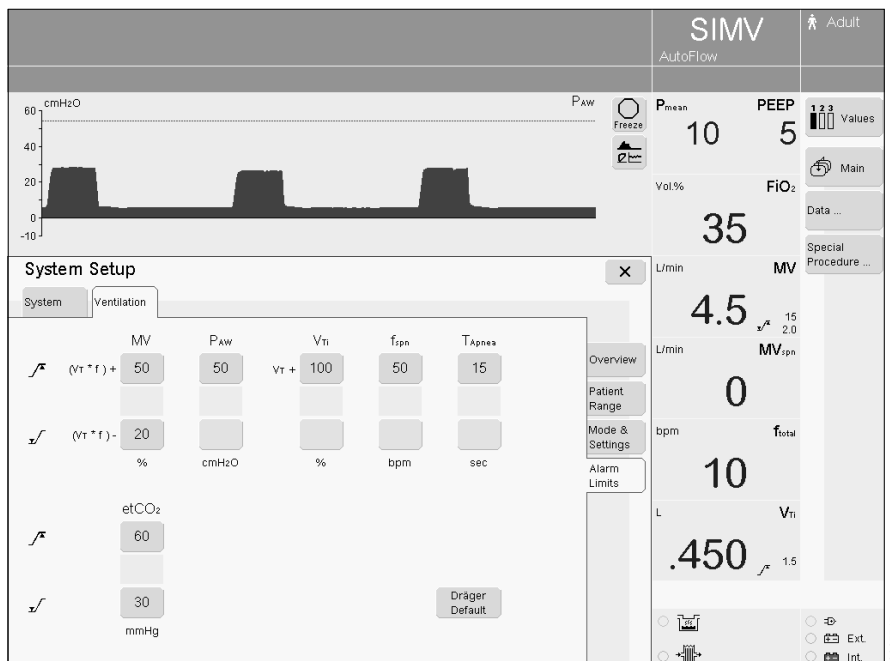 SIMV
AutoFlow
Adult
cmH2O
PAW
60
40
20
0
-10
Freeze
Pmean
PEEP
10
5
1 2 3
Values
Main
Vol.%
FiO2
35
Data ...
Special
Procedure ...
System Setup
System
Ventilation
L/min
MV
4.5
15
2.0
MV
PAW
VTi
fspn
TApnea
(VT * f ) +
50
50
VT +
100
50
15
(VT * f ) -
20
%
cmH2O
%
bpm
sec
Overview
Patient
Range
Mode &
Settings
Alarm
Limits
L/min
MVspn
0
bpm
ftotal
10
etCO2
60
30
mmHg
Dräger
Default
L
VTi
.450
1.5
Ext.
Int.